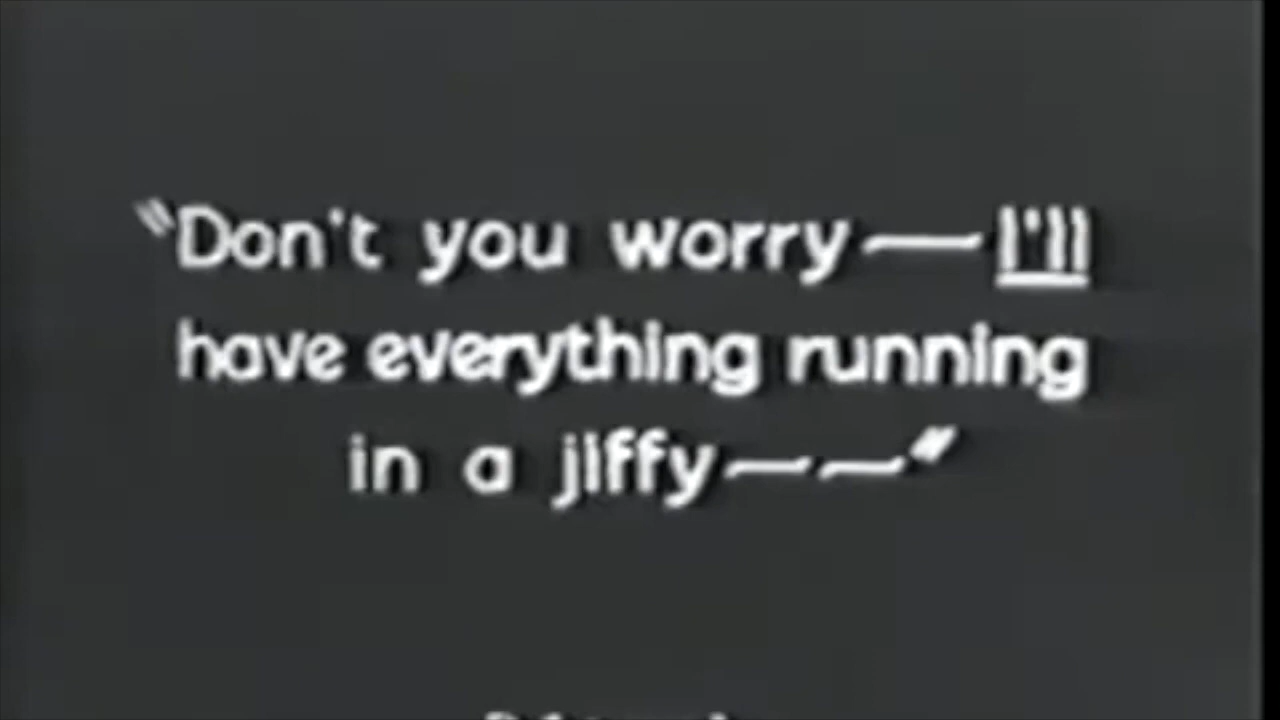 "Don't you worry — I'll
have everything running
in a jiffy — — "